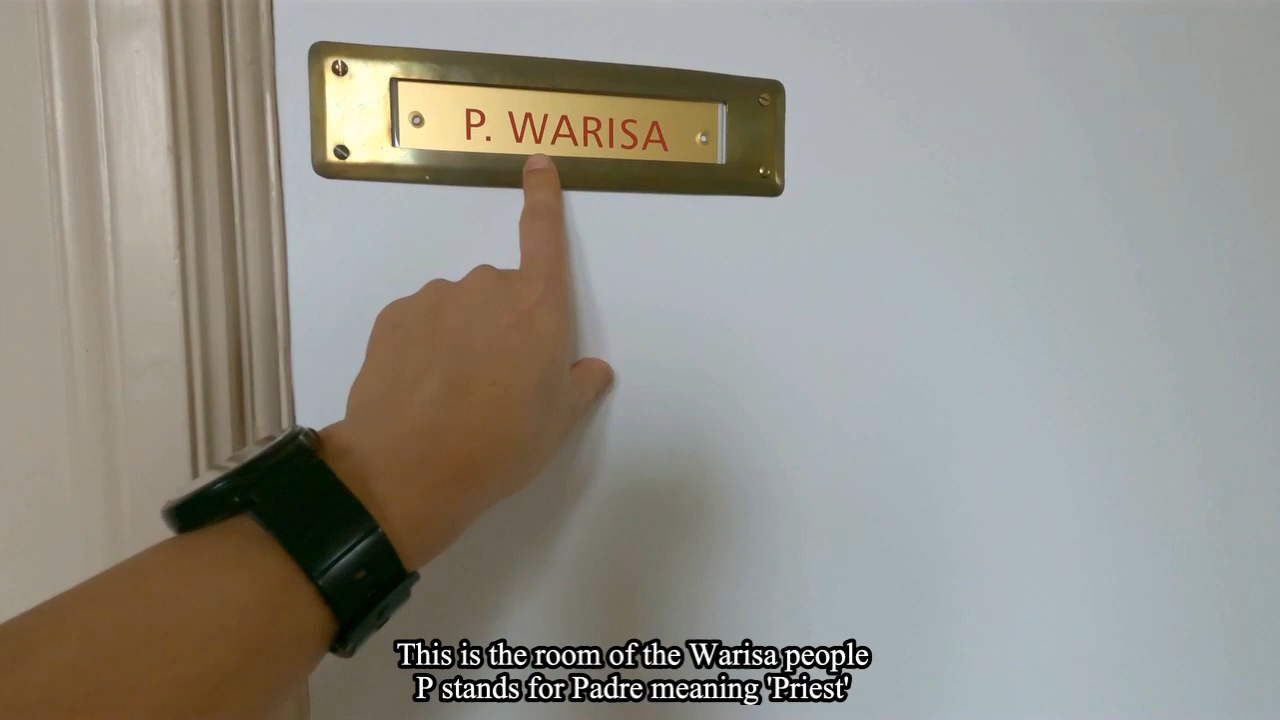 P. WARISA
This is the room of the Warisa people
P stands for Padre meaning 'Priest'